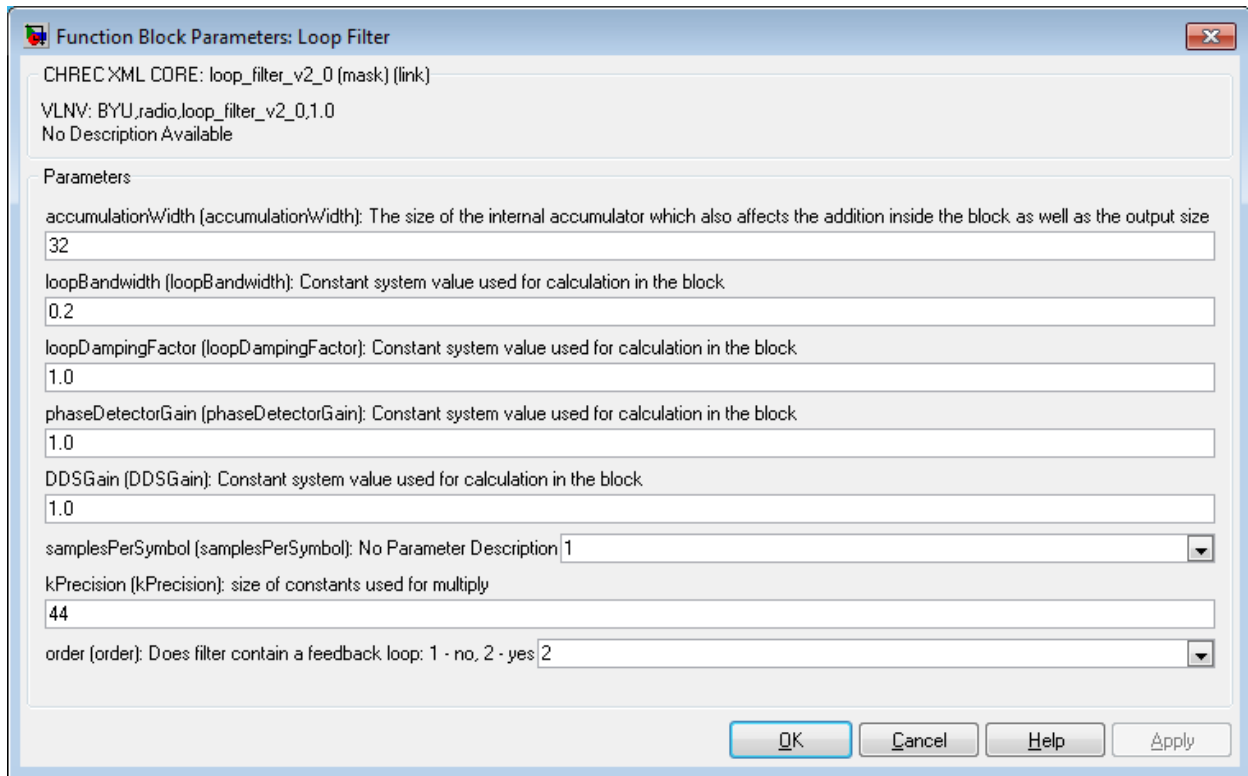 Function Block Parameters: Loop Filter
CHREC XML CORE: loop_filter_v2_0 (mask) (link)
VLNV: BYU,radio,loop_filter_v2_0,1.0
No Description Available
Parameters
accumulationWidth (accumulationWidth): The size of the internal accumulator which also affects the addition inside the block as well as the output size
32
loopBandwidth (loopBandwidth): Constant system value used for calculation in the block
0.2
loopDampingFactor (loopDampingFactor): Constant system value used for calculation in the block
1.0
phaseDetectorGain (phaseDetectorGain): Constant system value used for calculation in the block
1.0
DDSGain (DDSGain): Constant system value used for calculation in the block
1.0
samplesPerSymbol (samplesPerSymbol): No Parameter Description 1
kPrecision (kPrecision): size of constants used for multiply
44
order (order): Does filter contain a feedback loop: 1 - no, 2 - yes 2
OK Cancel Help Apply